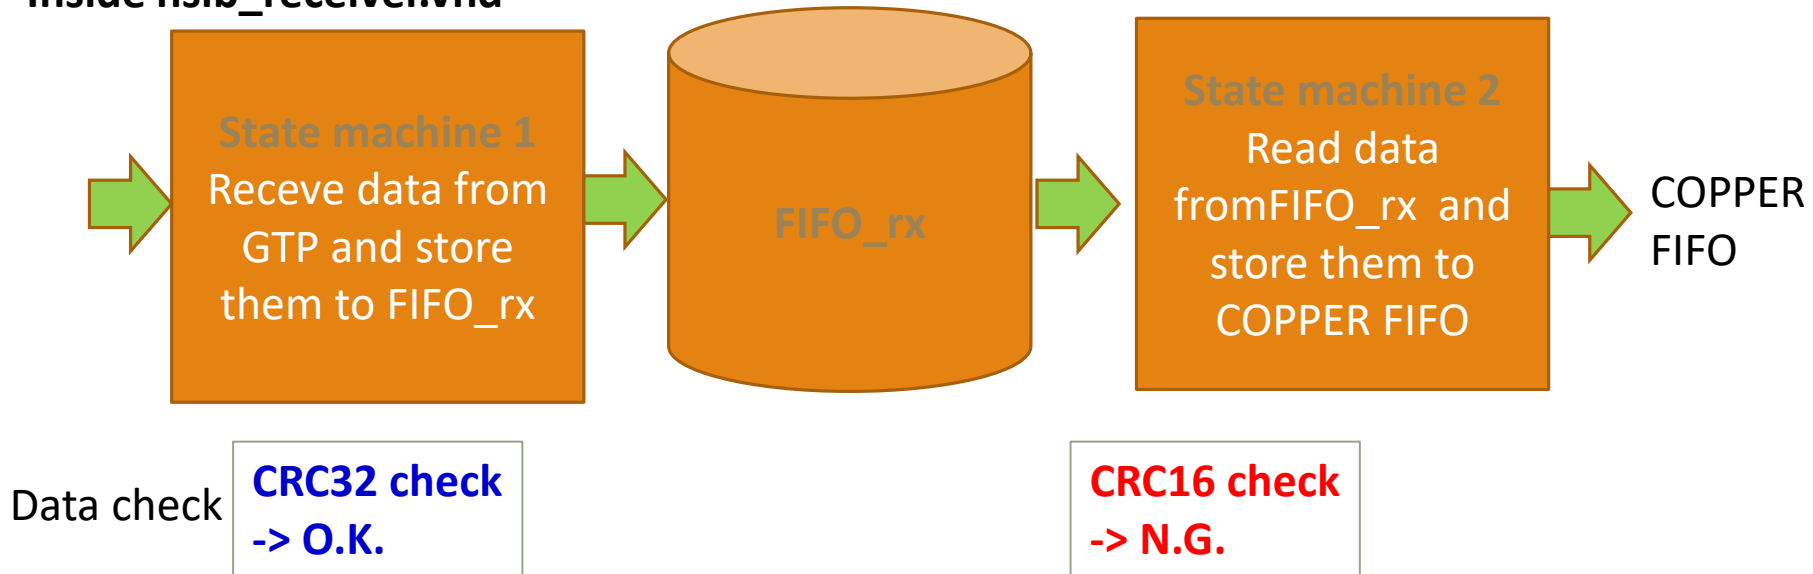 State machine 1
Receve data from
GTP and store
them to FIFO_rx
FIFO_rx
State machine 2
Read data
fromFIFO_rx and
store them to
COPPER FIFO
COPPER
FIFO
Data check
CRC32 check
-> O.K.
CRC16 check
-> N.G.